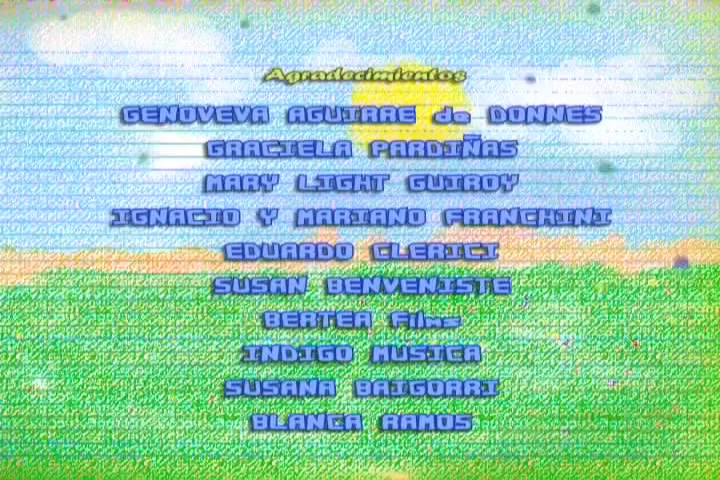 Agradecimientos
GENOVEVA AGUIRRE de DONNES
GRACIELA PARDIÑAS
MARY LIGHT GUIROY
IGNACIO Y MARIANO FRANCHINI
EDUARDO CLERICI
SUSAN BENVENISTE
BERTEA Films
INDIGO MUSICA
SUSANA BAIGORRI
BLANCA RAMOS